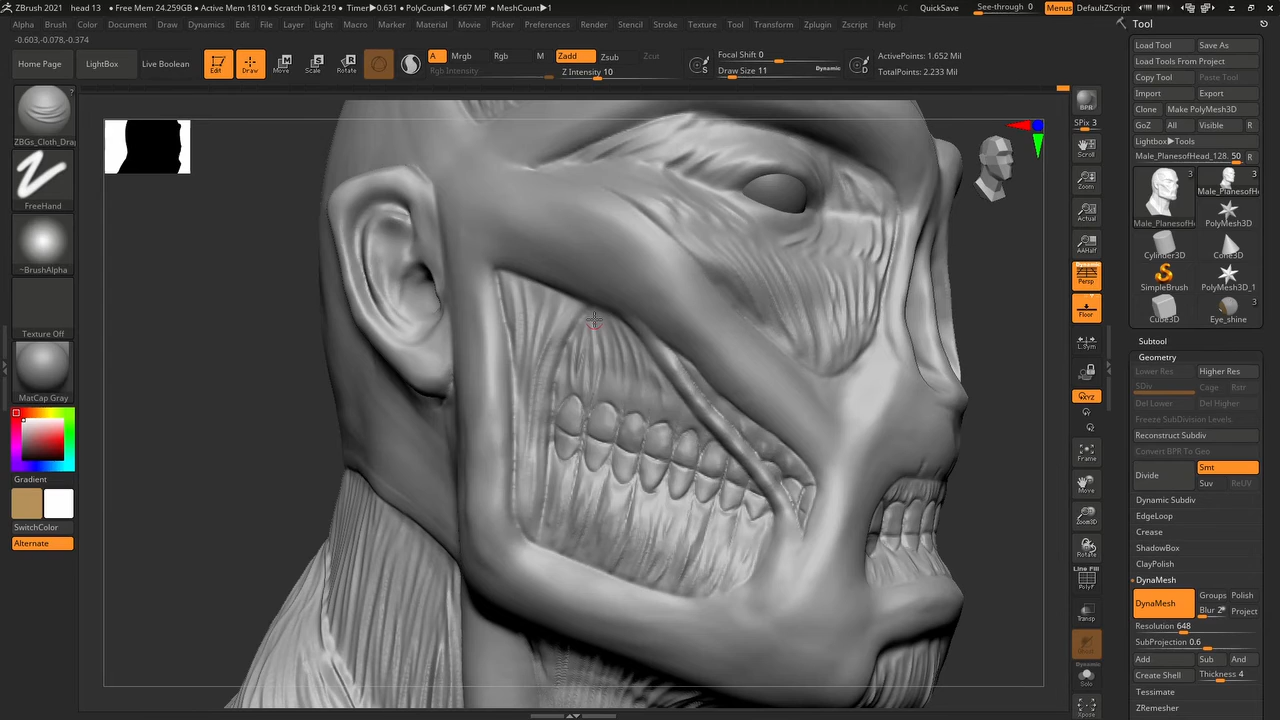 ZBrush 2021 head 13 • Free Mem 24.259GB • Active Mem 1810 • Scratch Disk 219 • Timer▶0.631 • PolyCount▶1.667 MP • MeshCount▶1 AC QuickSave See-through 0 Menus DefaultZScript
Alpha Brush Color Document Draw Dynamics Edit File Layer Light Macro Marker Material Movie Picker Preferences Render Stencil Stroke Texture Tool Transform Zplugin Zscript Help
-0.603,-0.078,-0.374
Home Page LightBox Live Boolean Edit Draw Move Scale Rotate
A Mrgb Rgb M Zadd Zsub Zcut
Rgb Intensity Z Intensity 10
Focal Shift 0
Draw Size 11 Dynamic
S
D
ActivePoints: 1.652 Mil
TotalPoints: 2.233 Mil
?
ZBGs_Cloth_Dra
FreeHand
~BrushAlpha
Texture Off
MatCap Gray
Gradient
SwitchColor
Alternate
BPR
SPix 3
Scroll
Zoom
Actual
AAHalf
Dynamic
Persp
Floor
L.Sym
XYZ
Frame
Move
Zoom3D
Rotate
Line Fill
PolyF
Transp
Dynamic
Solo
Xpose
Tool
Load Tool Save As
Load Tools From Project
Copy Tool Paste Tool
Import Export
Clone Make PolyMesh3D
GoZ All Visible R
Lightbox▶Tools
Male_PlanesofHead_128. 50 R
3 3
Male_PlanesofH Male_PlanesofHe
PolyMesh3D
Cylinder3D Cone3D
SimpleBrush PolyMesh3D_1
3
Cube3D Eye_shine
Subtool
Geometry
Lower Res Higher Res
SDiv Cage Rstr
Del Lower Del Higher
Freeze SubDivision Levels
Reconstruct Subdiv
Convert BPR To Geo
Divide Smt
Suv ReUV
Dynamic Subdiv
EdgeLoop
Crease
ShadowBox
ClayPolish
DynaMesh
DynaMesh Groups Polish
Blur 2 Project
Resolution 648
SubProjection 0.6
Add Sub And
Create Shell Thickness 4
Tessimate
ZRemesher